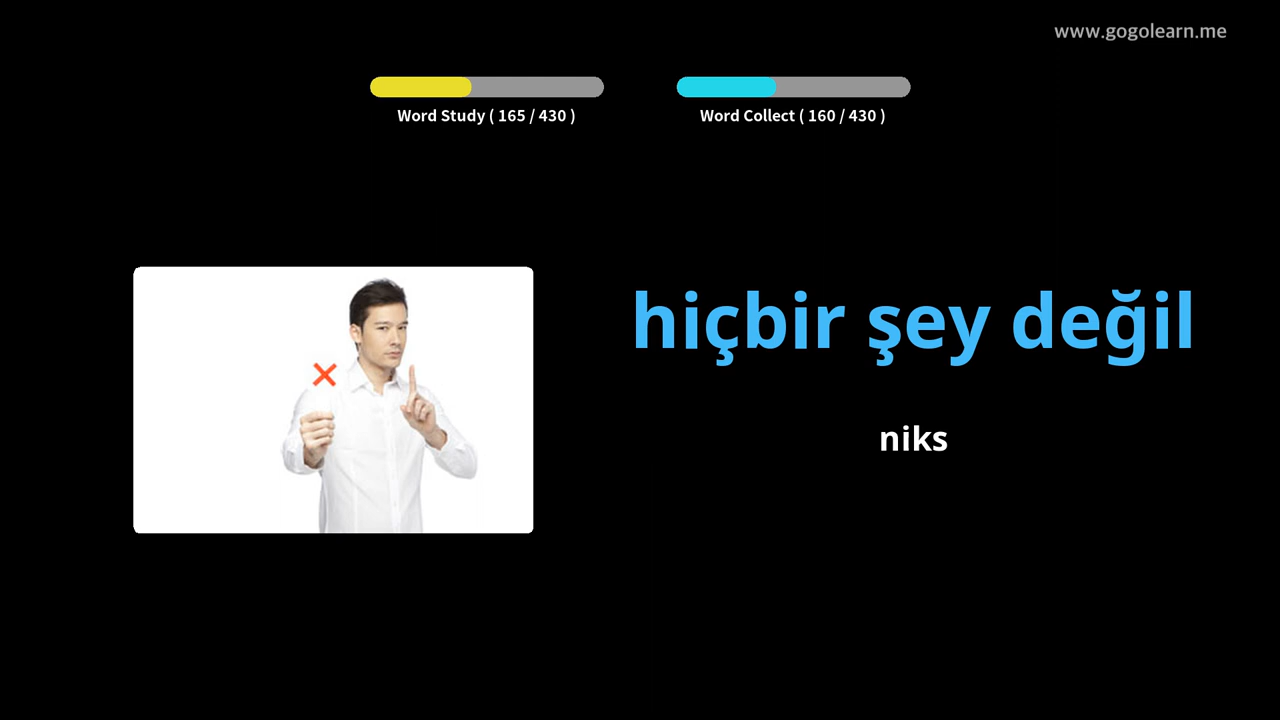 www.gogolearn.me
Word Study ( 165 / 430 )
Word Collect ( 160 / 430 )
hiçbir şey değil
niks